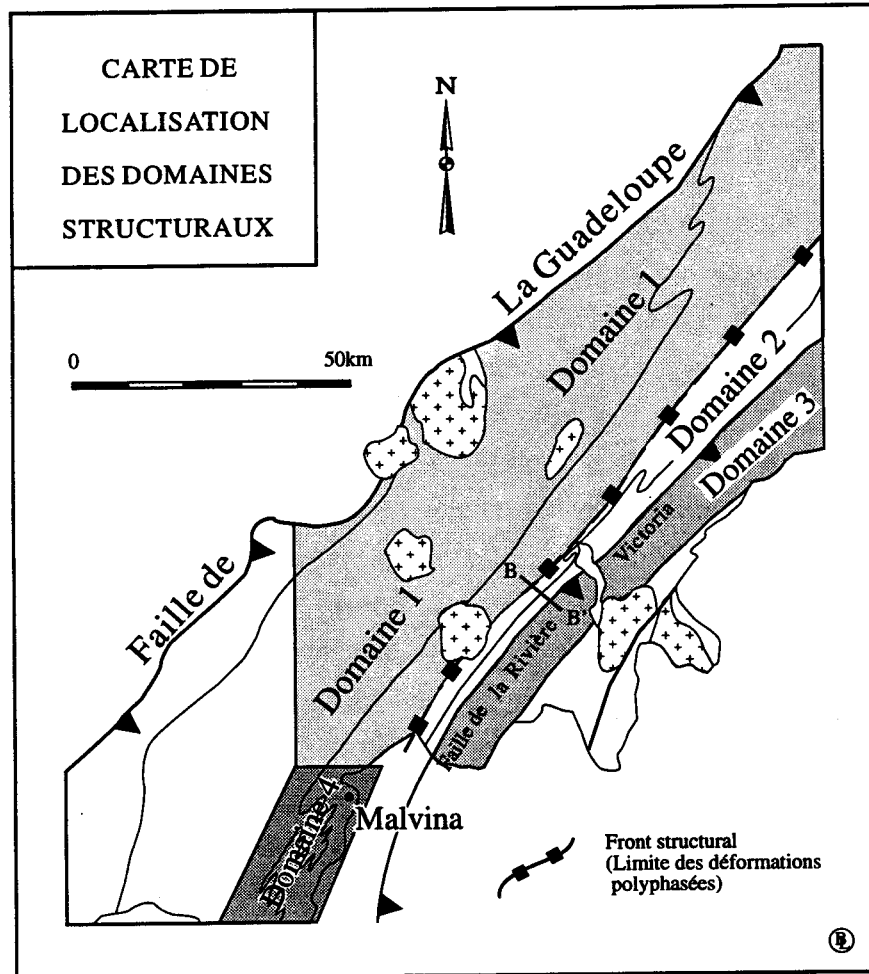 CARTE DE
LOCALISATION
DES DOMAINES
STRUCTURAUX
N
0
50km
Faille de
La Guadeloupe
Domaine 1
Domaine 2
Domaine 3
Victoria
B
B'
Domaine 1
Faille de la Rivière
Domaine 4
Malvina
Front structural
(Limite des déformations
polyphasées)